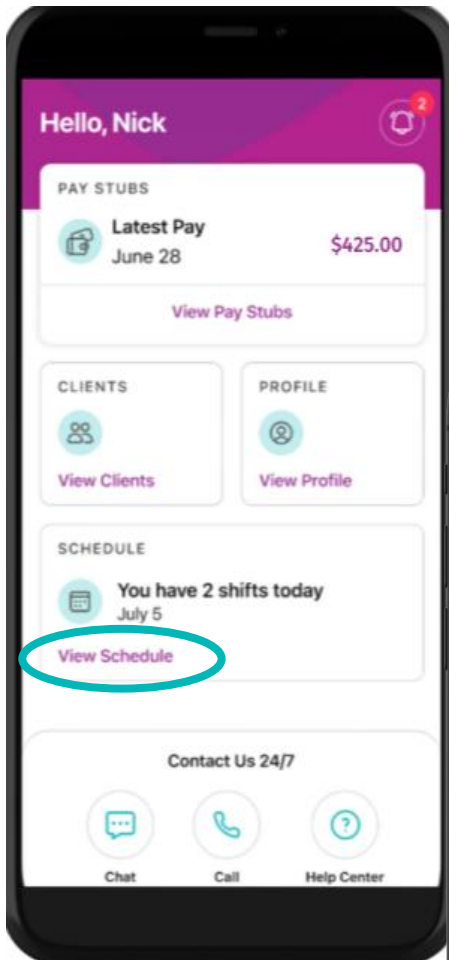 Hello, Nick
2
PAY STUBS
Latest Pay
June 28
$425.00
View Pay Stubs
CLIENTS
View Clients
PROFILE
View Profile
SCHEDULE
You have 2 shifts today
July 5
View Schedule
Contact Us 24/7
Chat
Call
Help Center